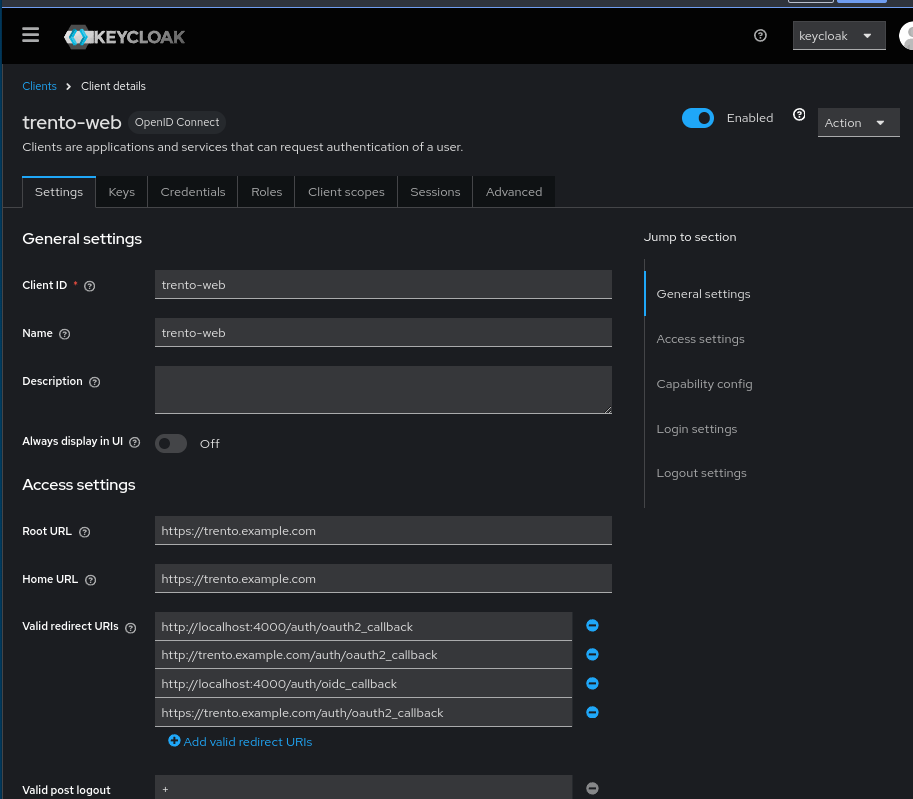 KEYCLOAK
keycloak
Clients
Client details
trento-web
OpenID Connect
Enabled
Action
Clients are applications and services that can request authentication of a user.
Settings
Keys
Credentials
Roles
Client scopes
Sessions
Advanced
General settings
Jump to section
Client ID *
trento-web
General settings
Name
trento-web
Access settings
Description
Capability config
Login settings
Always display in UI
Off
Logout settings
Access settings
Root URL
https://trento.example.com
Home URL
https://trento.example.com
Valid redirect URIs
http://localhost:4000/auth/oauth2_callback
http://trento.example.com/auth/oauth2_callback
http://localhost:4000/auth/oidc_callback
https://trento.example.com/auth/oauth2_callback
Add valid redirect URIs
Valid post logout
+